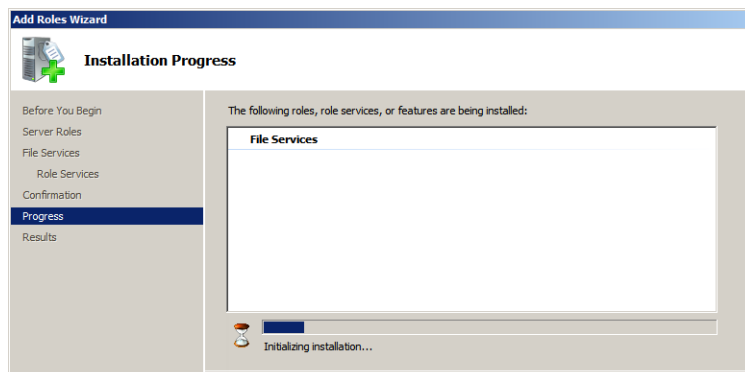 Add Roles Wizard
Installation Progress
Before You Begin
Server Roles
File Services
Role Services
Confirmation
Progress
Results
The following roles, role services, or features are being installed:
File Services
Initializing installation...